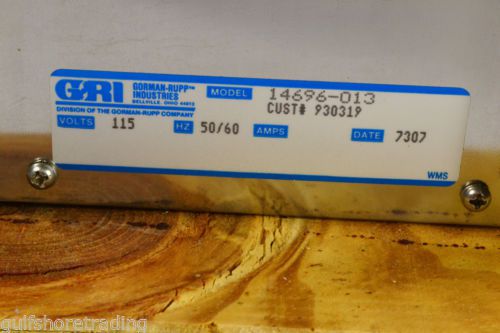 GRI GORMAN-RUPP™ INDUSTRIES
BELLVILLE, OHIO 44813
DIVISION OF THE GORMAN-RUPP COMPANY
MODEL 14696-013
CUST# 930319
VOLTS 115 HZ 50/60 AMPS DATE 7307
WMS
gulfshoretrading